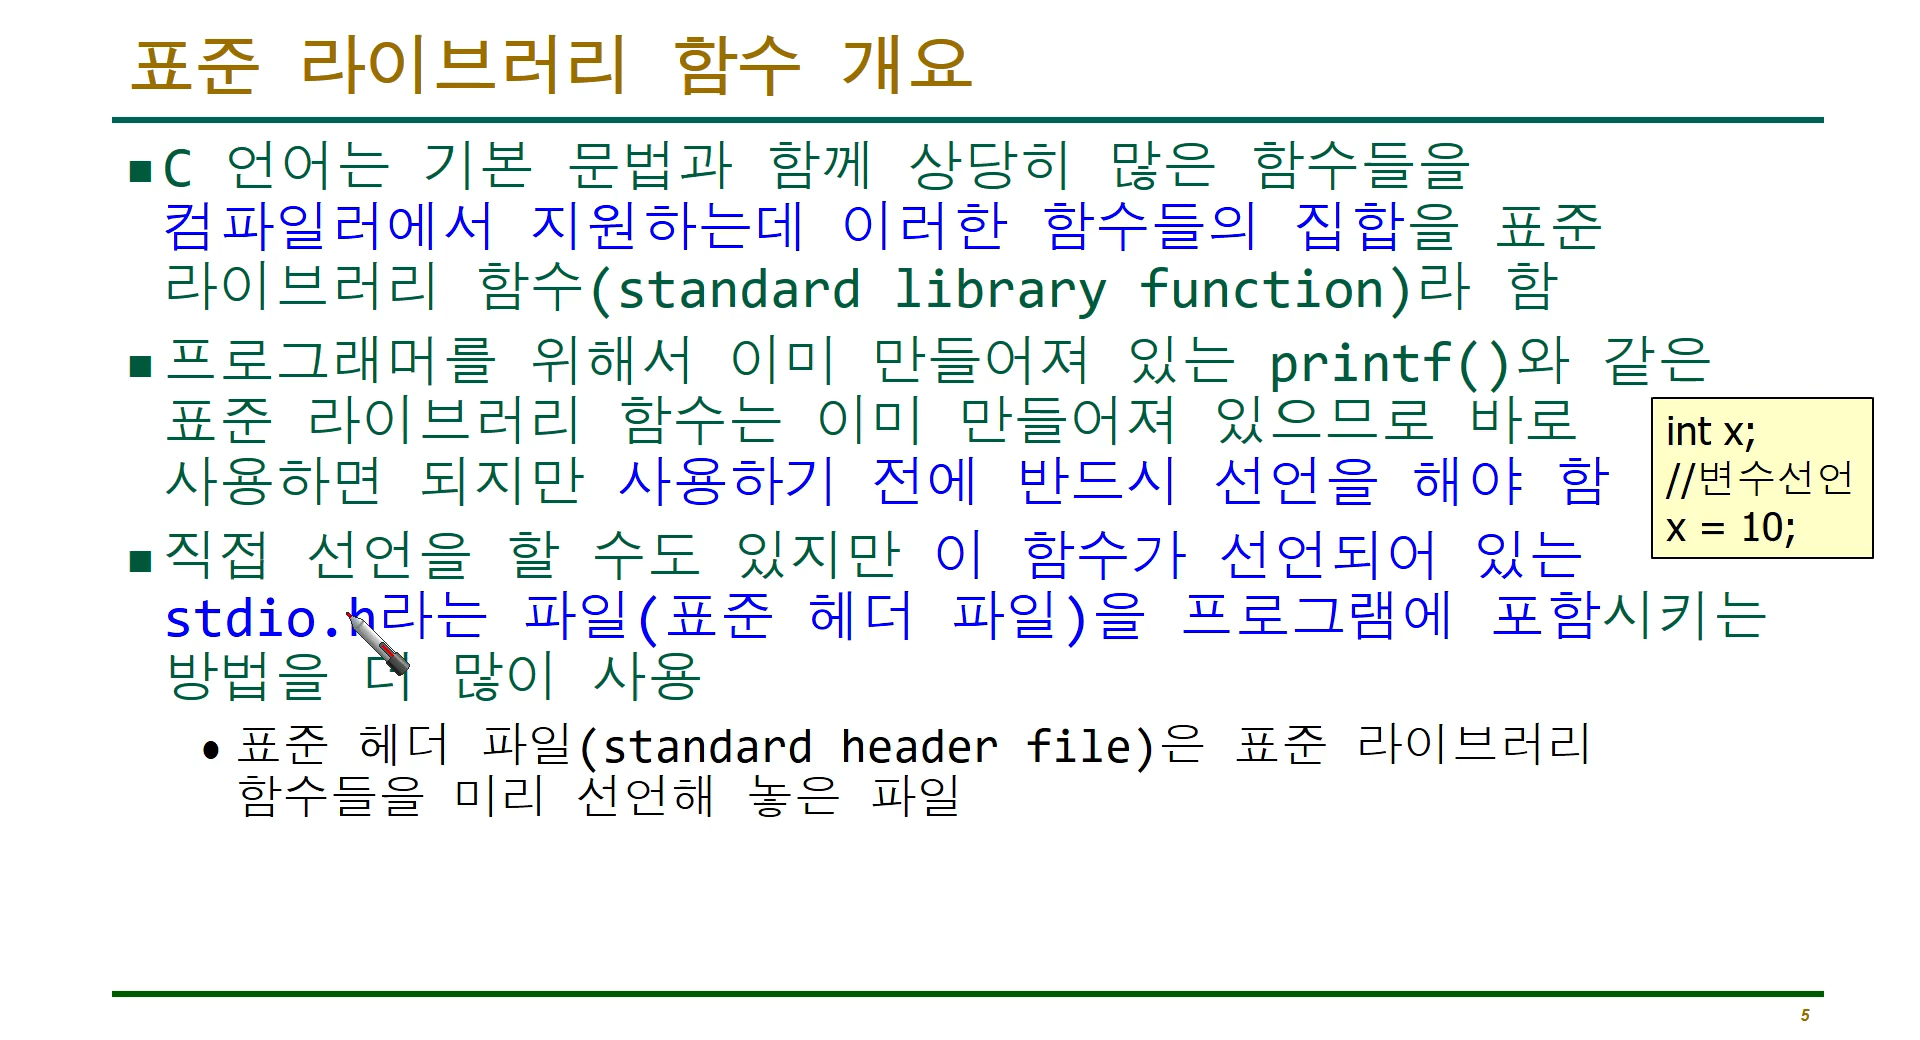 표준 라이브러리 함수 개요
■ C 언어는 기본 문법과 함께 상당히 많은 함수들을
컴파일러에서 지원하는데 이러한 함수들의 집합을 표준
라이브러리 함수(standard library function)라 함
■ 프로그래머를 위해서 이미 만들어져 있는 printf()와 같은
표준 라이브러리 함수는 이미 만들어져 있으므로 바로
사용하면 되지만 사용하기 전에 반드시 선언을 해야 함
int x;
//변수선언
x = 10;
■ 직접 선언을 할 수도 있지만 이 함수가 선언되어 있는
stdio.h라는 파일(표준 헤더 파일)을 프로그램에 포함시키는
방법을 더 많이 사용
• 표준 헤더 파일(standard header file)은 표준 라이브러리
함수들을 미리 선언해 놓은 파일
5